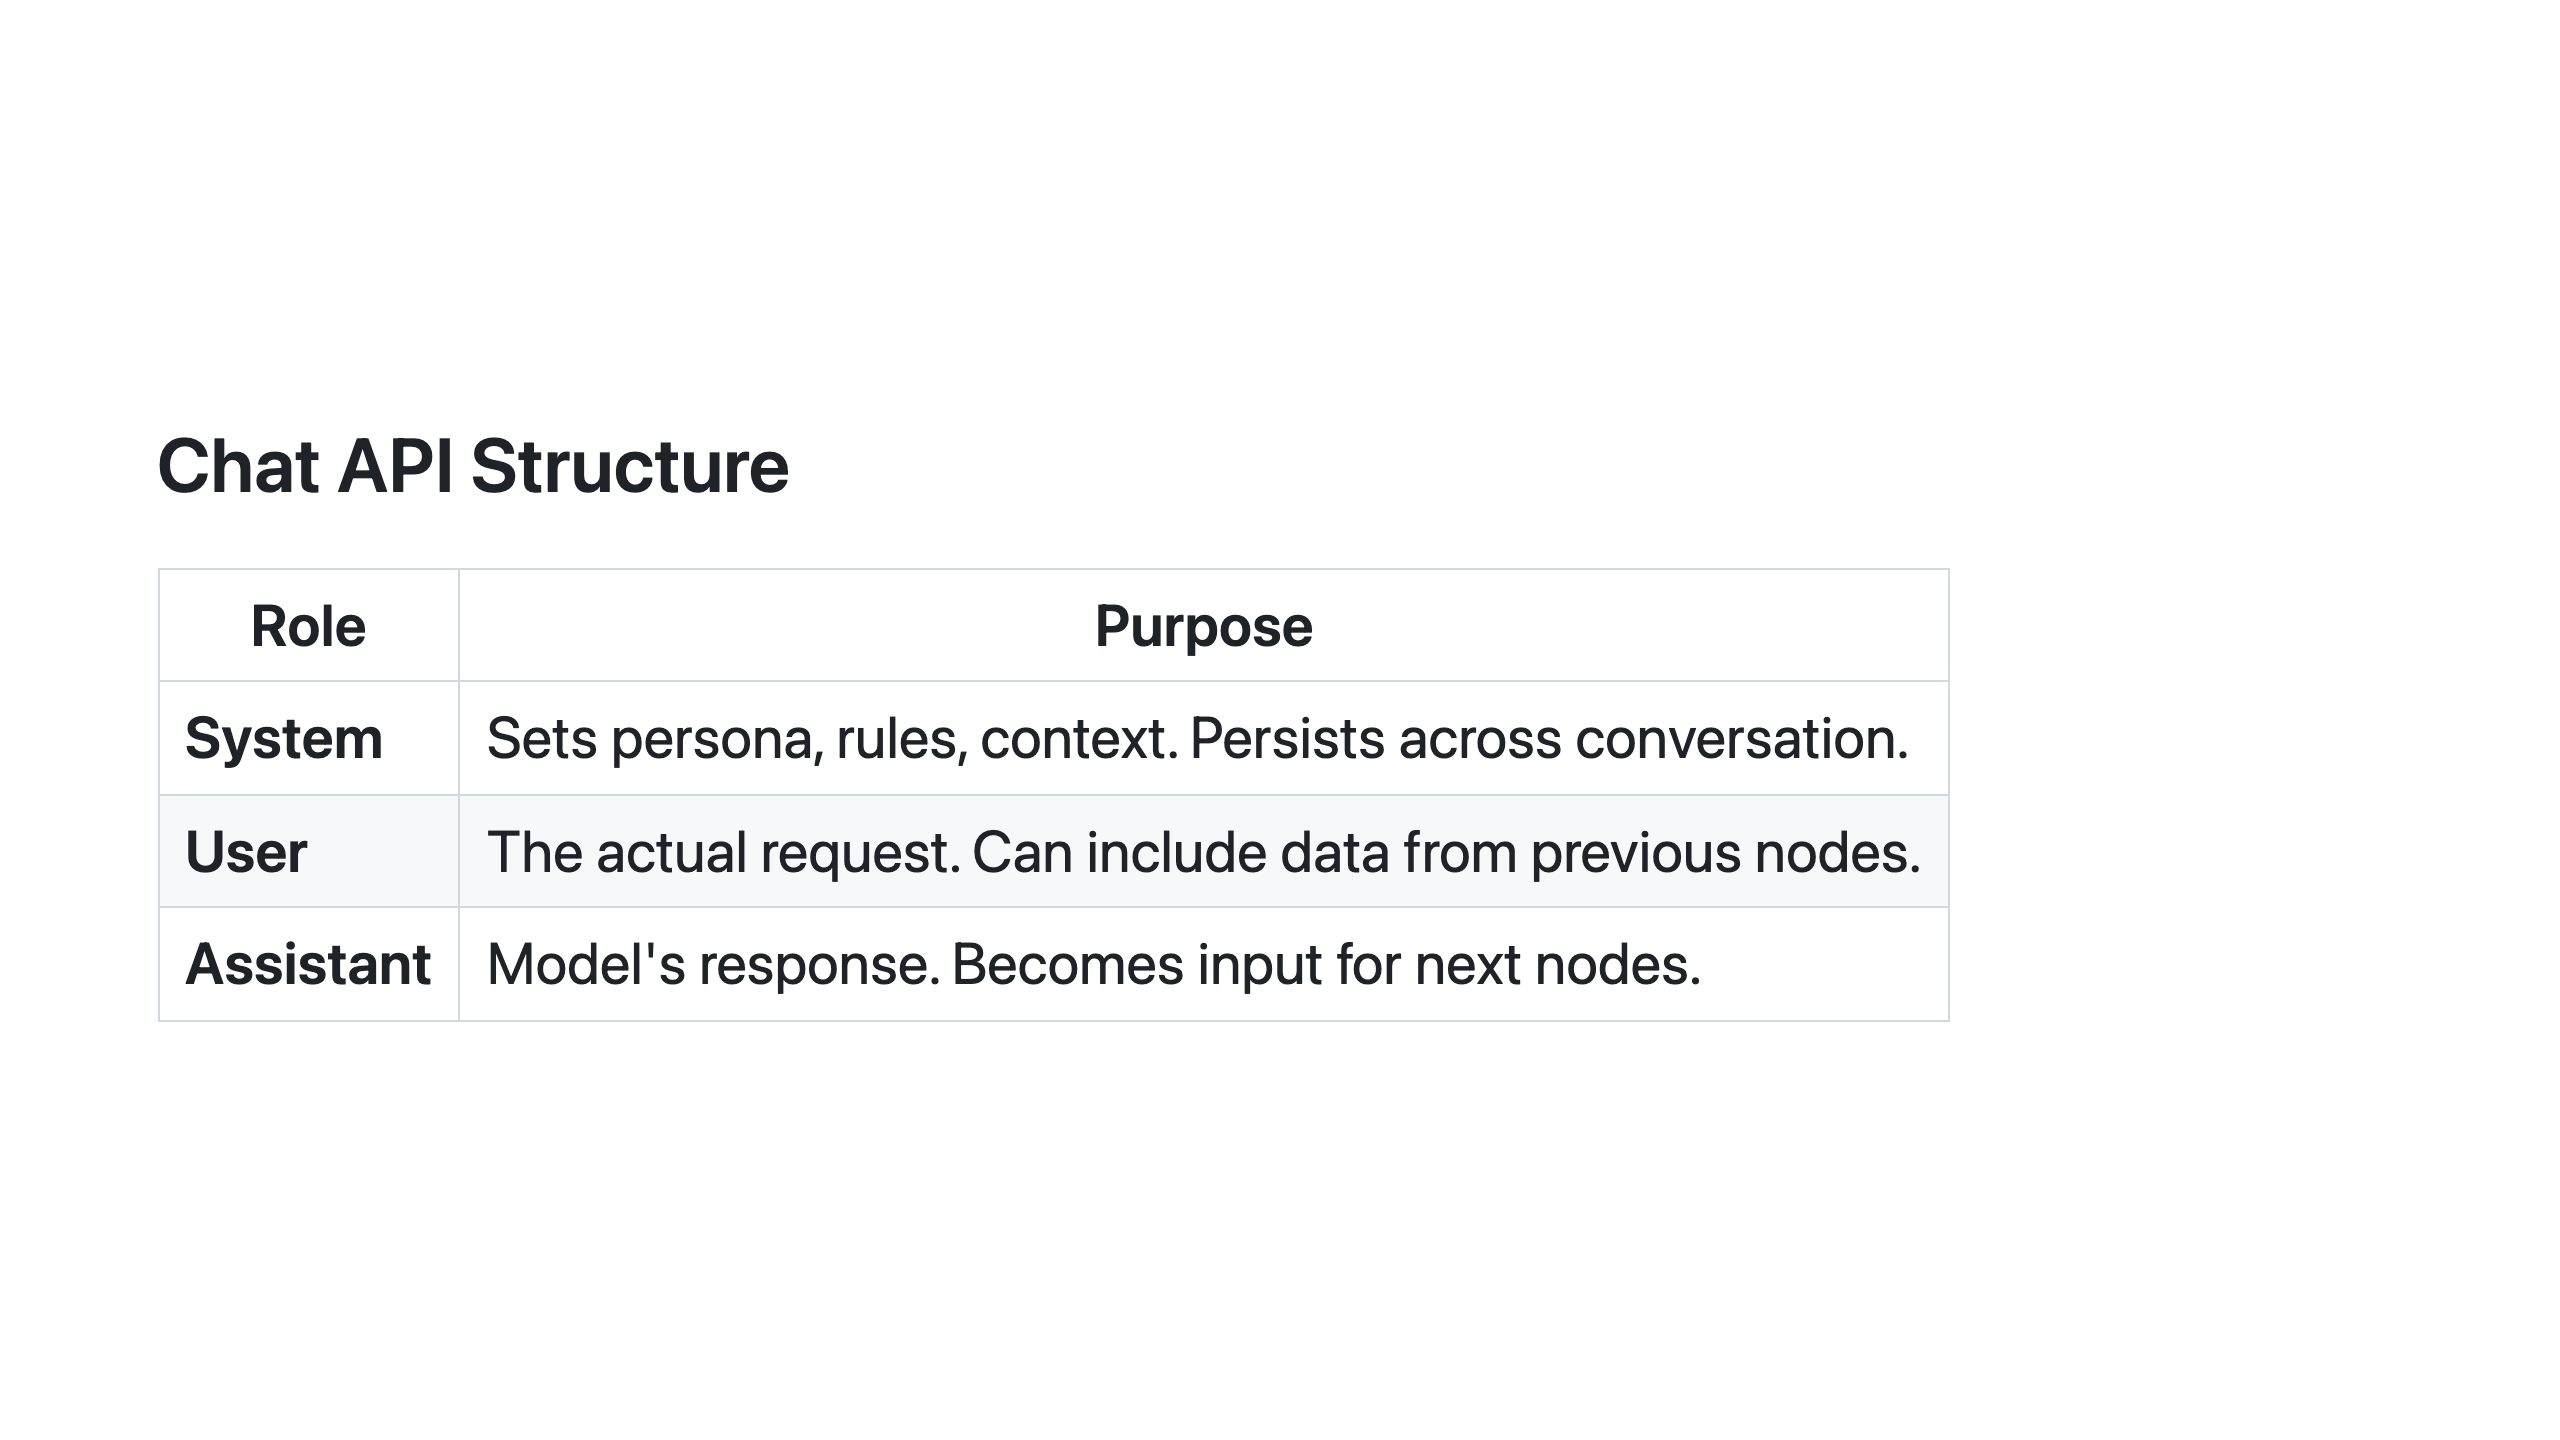 Chat API Structure
Role Purpose
System Sets persona, rules, context. Persists across conversation.
User The actual request. Can include data from previous nodes.
Assistant Model's response. Becomes input for next nodes.